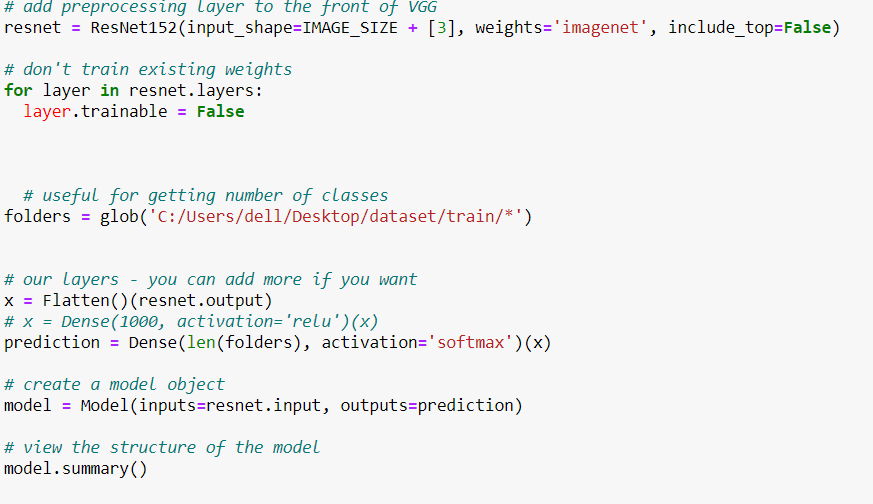 # add preprocessing layer to the front of VGG
resnet = ResNet152(input_shape=IMAGE_SIZE + [3], weights='imagenet', include_top=False)
# don't train existing weights
for layer in resnet.layers:
  layer.trainable = False
  # useful for getting number of classes
folders = glob('C:/Users/dell/Desktop/dataset/train/*')
# our layers - you can add more if you want
x = Flatten()(resnet.output)
# x = Dense(1000, activation='relu')(x)
prediction = Dense(len(folders), activation='softmax')(x)
# create a model object
model = Model(inputs=resnet.input, outputs=prediction)
# view the structure of the model
model.summary()